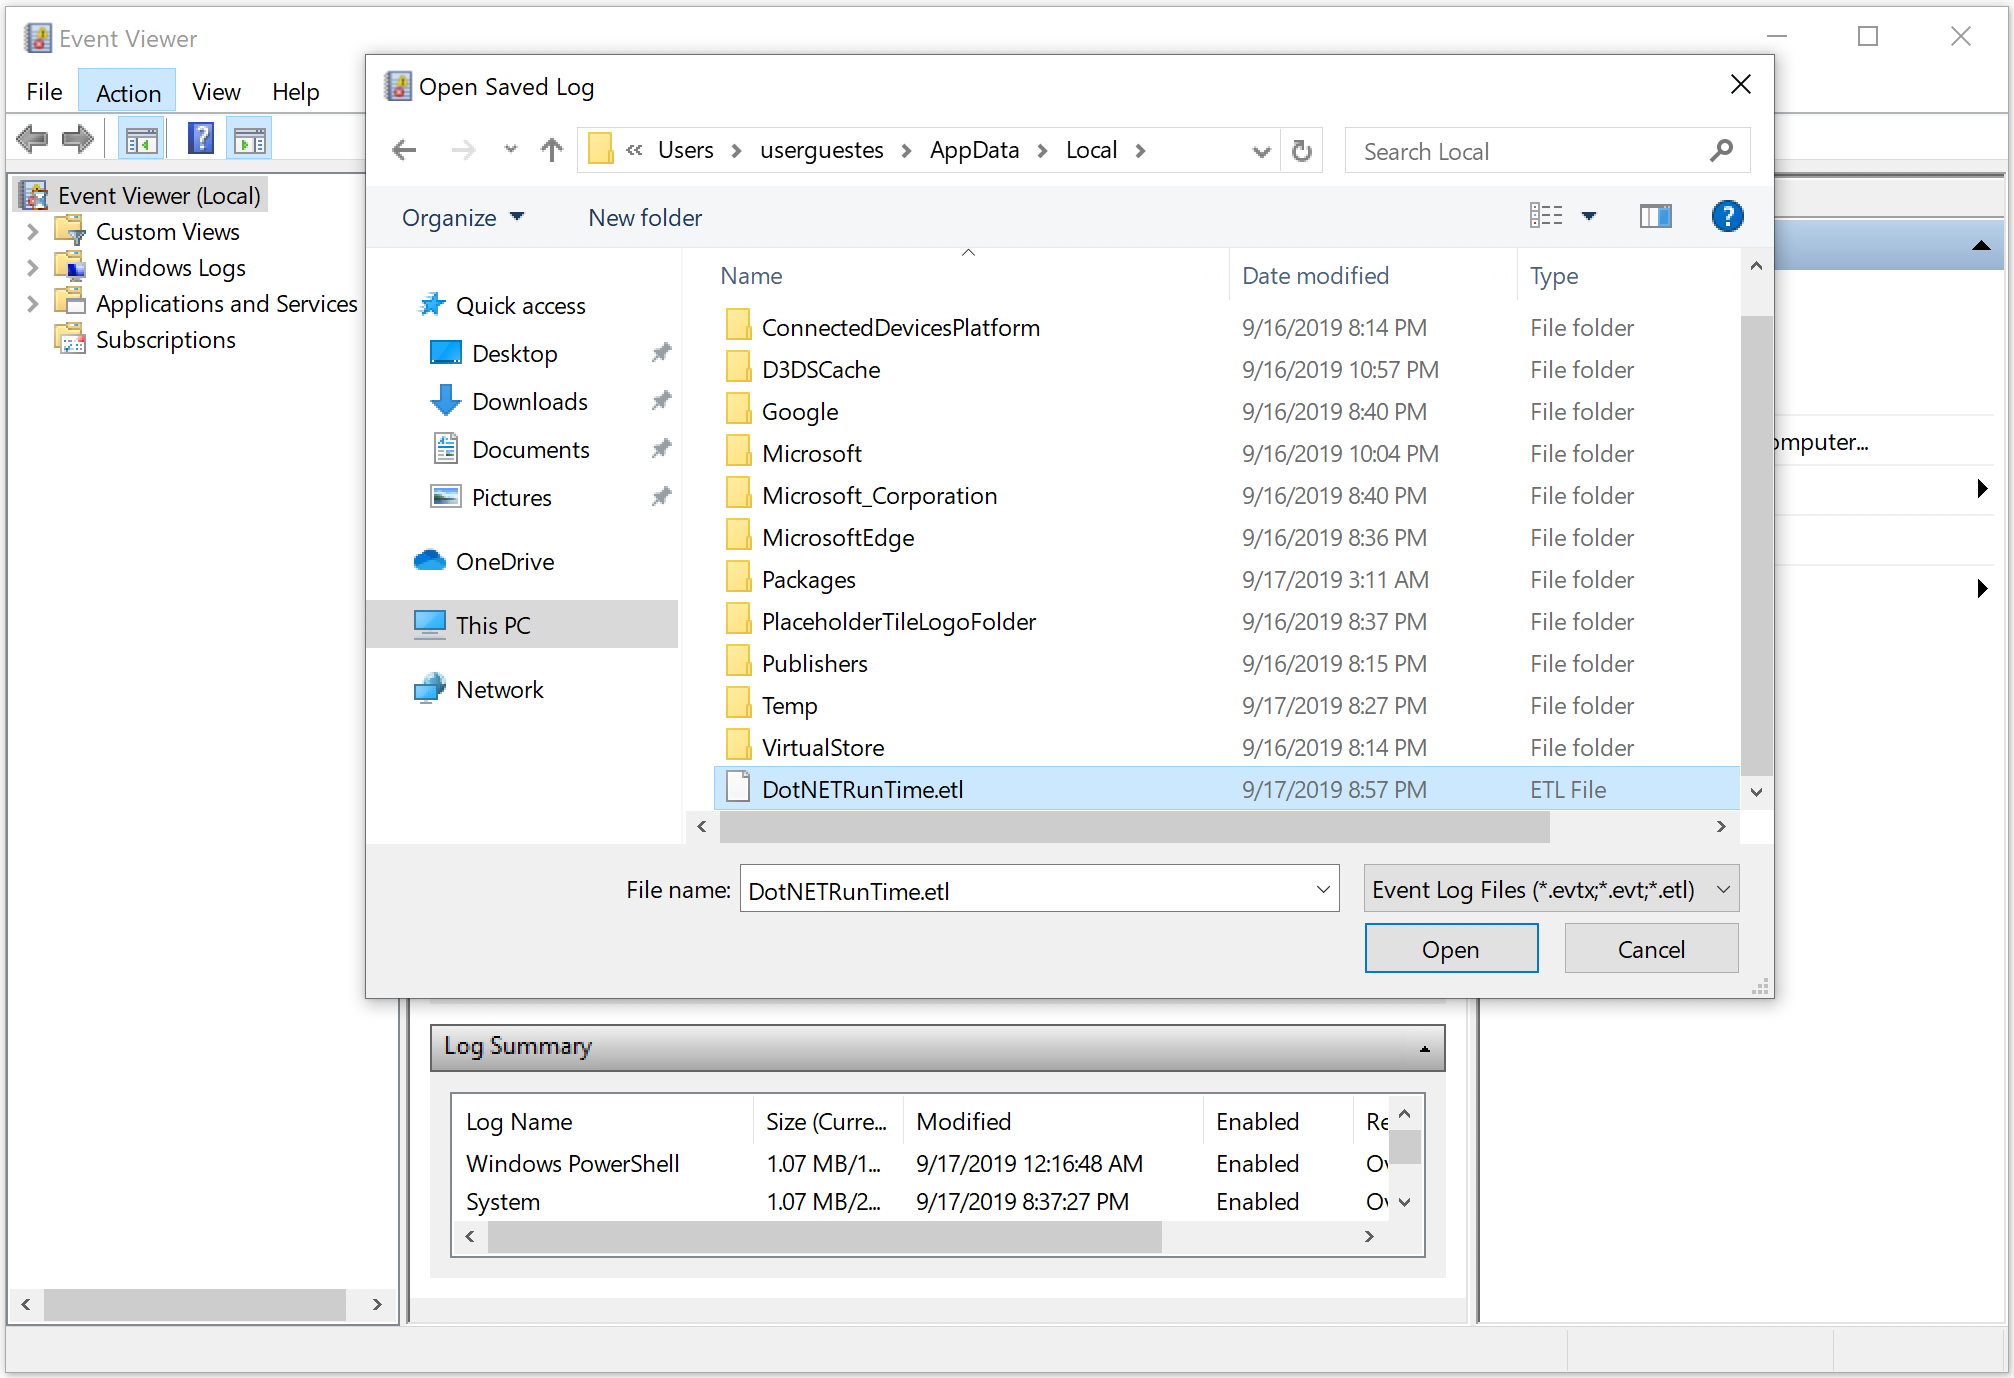 Event Viewer
File Action View Help
Event Viewer (Local)
Custom Views
Windows Logs
Applications and Services
Subscriptions
Open Saved Log
« Users > userguestes > AppData > Local >
Search Local
Organize
New folder
?
Name Date modified Type
Quick access
Desktop
Downloads
Documents
Pictures
OneDrive
This PC
Network
ConnectedDevicesPlatform 9/16/2019 8:14 PM File folder
D3DSCache 9/16/2019 10:57 PM File folder
Google 9/16/2019 8:40 PM File folder
Microsoft 9/16/2019 10:04 PM File folder
Microsoft_Corporation 9/16/2019 8:40 PM File folder
MicrosoftEdge 9/16/2019 8:36 PM File folder
Packages 9/17/2019 3:11 AM File folder
PlaceholderTileLogoFolder 9/16/2019 8:37 PM File folder
Publishers 9/16/2019 8:15 PM File folder
Temp 9/17/2019 8:27 PM File folder
VirtualStore 9/16/2019 8:14 PM File folder
DotNETRunTime.etl 9/17/2019 8:57 PM ETL File
File name: DotNETRunTime.etl
Event Log Files (*.evtx;*.evt;*.etl)
Open
Cancel
omputer...
Log Summary
Log Name Size (Curre... Modified Enabled Re
Windows PowerShell 1.07 MB/1... 9/17/2019 12:16:48 AM Enabled Ov
System 1.07 MB/2... 9/17/2019 8:37:27 PM Enabled Ov